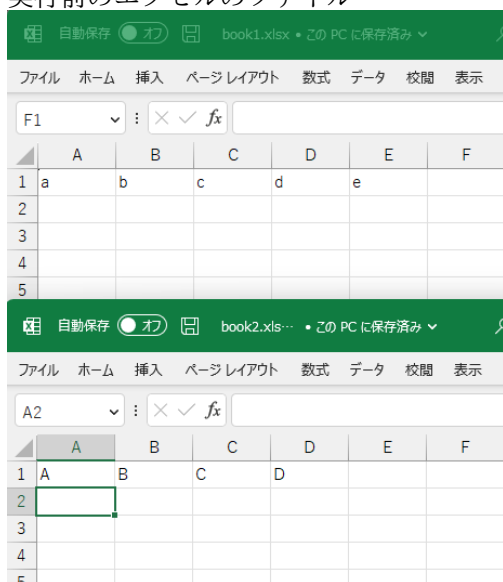 実行前のエクセルのファイル
自動保存 オフ book1.xlsx • この PC に保存済み
ファイル ホーム 挿入 ページ レイアウト 数式 データ 校閲 表示
F1 fx
A B C D E F
1 a b c d e
2
3
4
5
自動保存 オフ book2.xls… • この PC に保存済み
ファイル ホーム 挿入 ページ レイアウト 数式 データ 校閲 表示
A2 fx
A B C D E F
1 A B C D
2
3
4
5